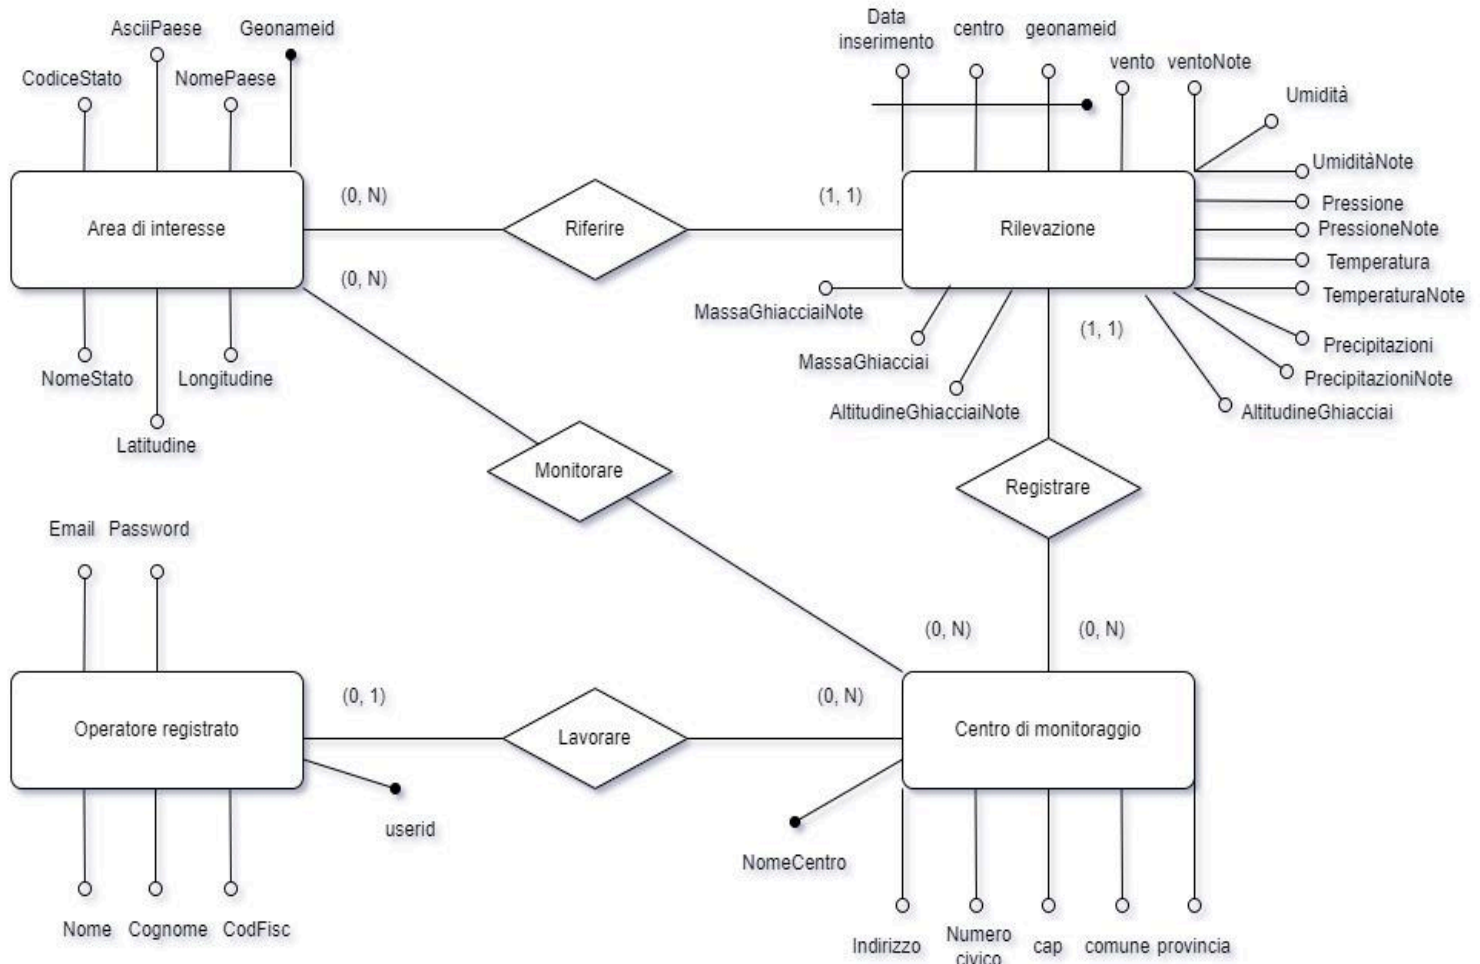 AsciiPaese
Geonameid
CodiceStato
NomePaese
Data
inserimento
centro
geonameid
vento
ventoNote
Umidità
UmiditàNote
Pressione
PressioneNote
Temperatura
TemperaturaNote
Area di interesse
(0, N)
Riferire
(1, 1)
Rilevazione
(0, N)
MassaGhiacciaiNote
(1, 1)
MassaGhiacciai
Precipitazioni
NomeStato
Longitudine
PrecipitazioniNote
AltitudineGhiacciaiNote
AltitudineGhiacciai
Latitudine
Monitorare
Registrare
Email
Password
(0, N)
(0, N)
(0, 1)
(0, N)
Operatore registrato
Lavorare
Centro di monitoraggio
userid
NomeCentro
Nome
Cognome
CodFisc
Indirizzo
Numero
civico
cap
comune
provincia